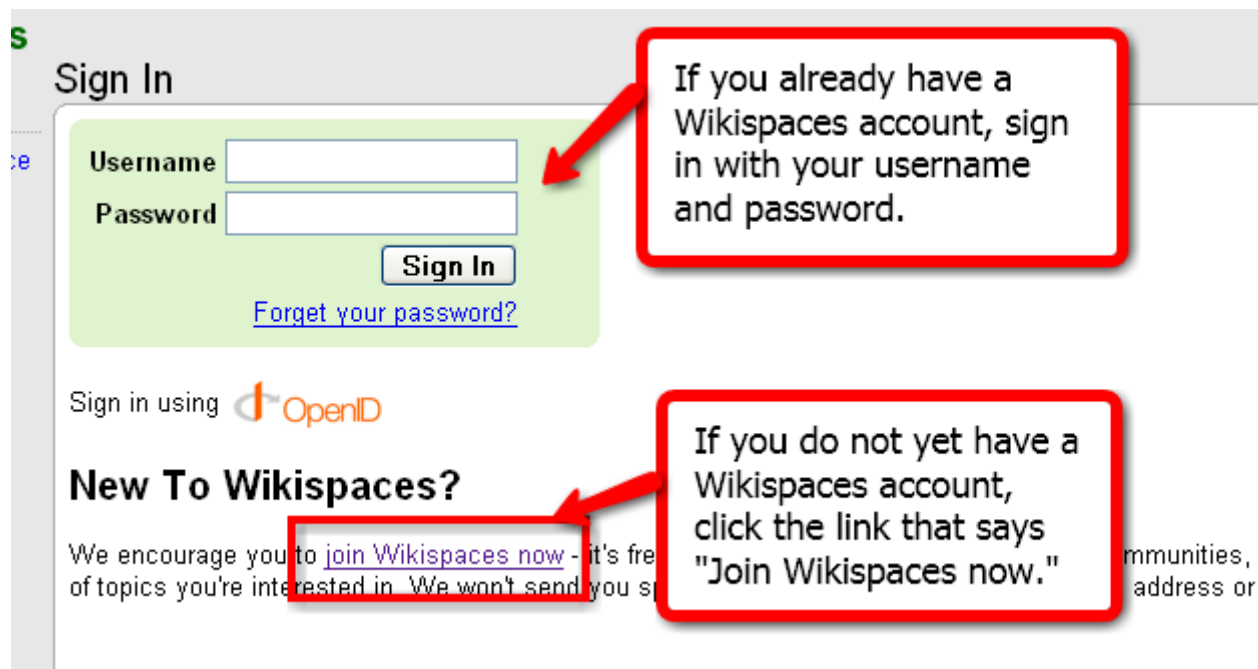 s
Sign In
ce
Username
Password
Sign In
Forget your password?
If you already have a
Wikispaces account, sign
in with your username
and password.
Sign in using OpenID
New To Wikispaces?
We encourage you to join Wikispaces now - it's fre
mmunities,
of topics you're interested in. We won't send you s
address or
If you do not yet have a
Wikispaces account,
click the link that says
"Join Wikispaces now."